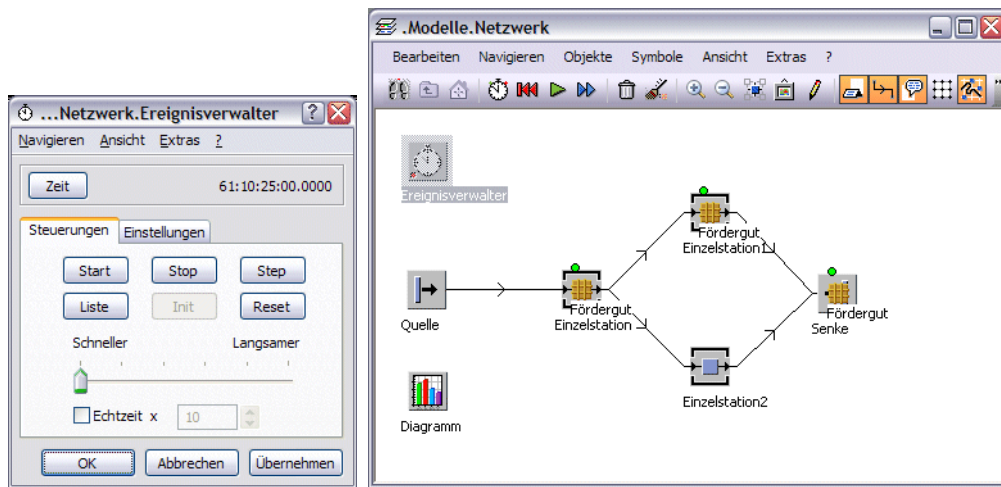 ...Netzwerk.Ereignisverwalter
Navigieren Ansicht Extras ?
Zeit 61:10:25:00.0000
Steuerungen Einstellungen
Start Stop Step
Liste Init Reset
Schneller Langsamer
Echtzeit x 10
OK Abbrechen Übernehmen
.Modelle.Netzwerk
Bearbeiten Navigieren Objekte Symbole Ansicht Extras ?
Ereignisverwalter
Fördergut
Einzelstation1
Quelle
Fördergut
Einzelstation
Fördergut
Senke
Einzelstation2
Diagramm